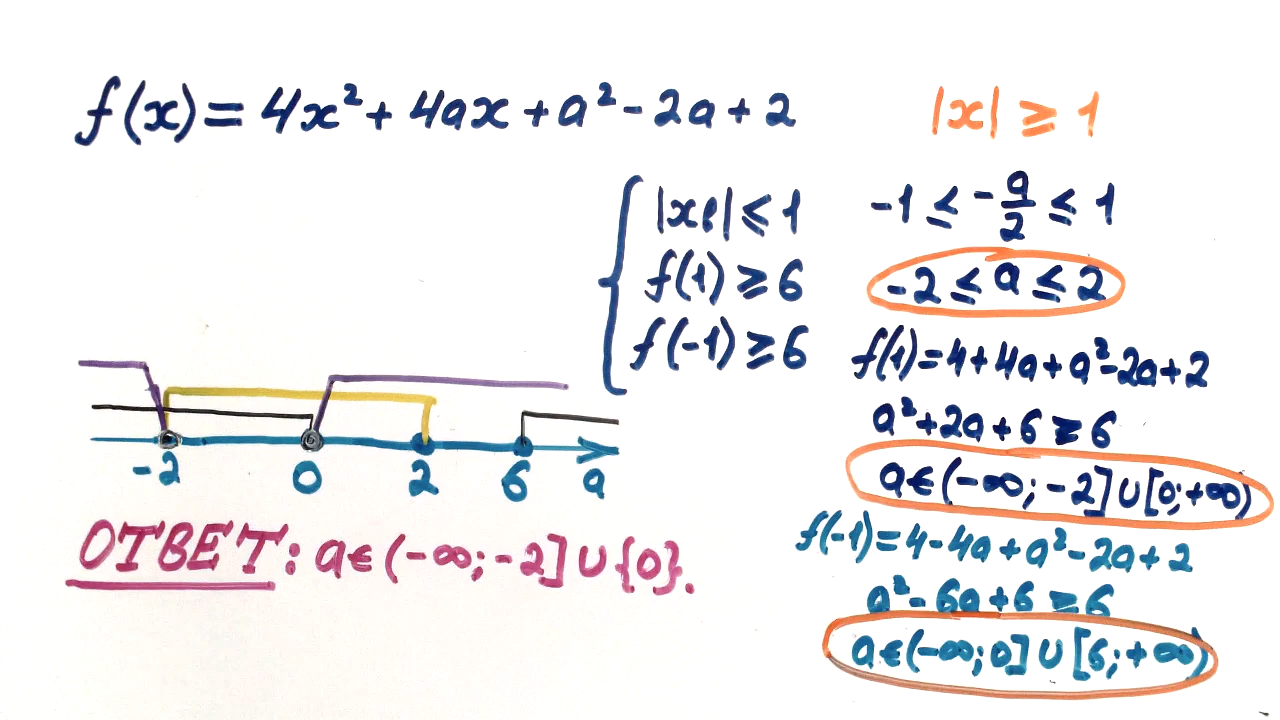 f(x) = 4x² + 4ax + a² - 2a + 2
|x| ≥ 1
|xв| ≤ 1
f(1) ≥ 6
f(-1) ≥ 6
-1 ≤ -a/2 ≤ 1
-2 ≤ a ≤ 2
f(1)=4+4a+a²-2a+2
a²+2a+6 ≥ 6
a∈(-∞;-2]∪[0;+∞)
f(-1)=4-4a+a²-2a+2
a²-6a+6 ≥ 6
a∈(-∞;0]∪[6;+∞)
-2 0 2 6 a
ОТВЕТ: a∈(-∞;-2]∪{0}.